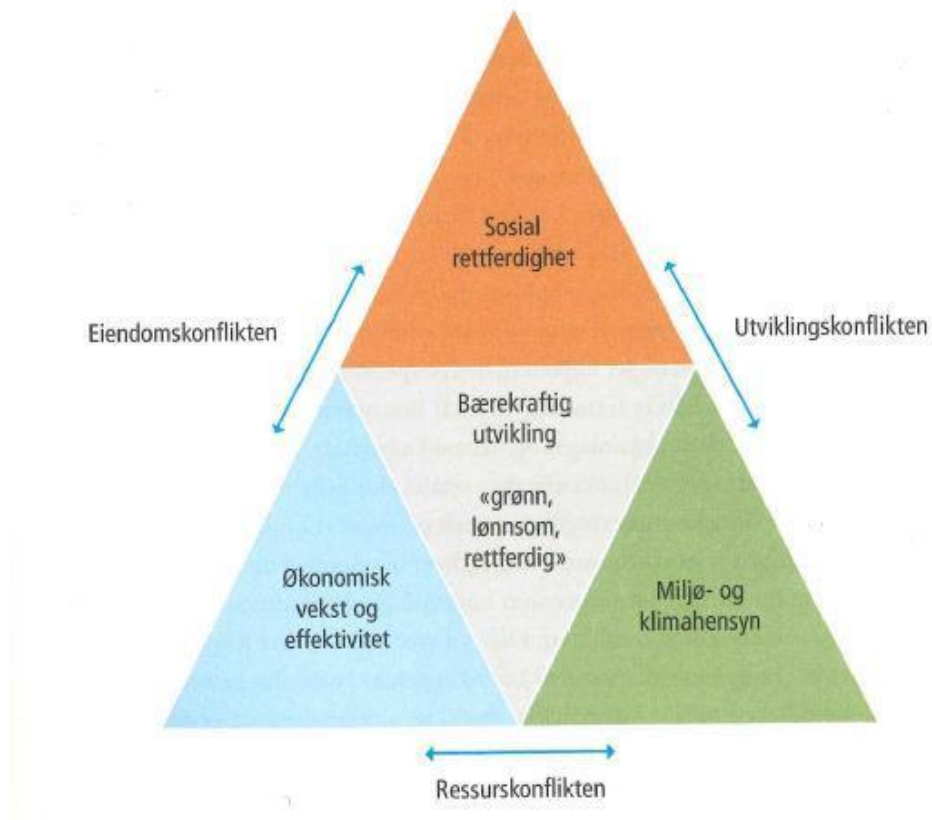 Sosial
rettferdighet
Eiendomskonflikten
Utviklingskonflikten
Bærekraftig
utvikling
«grønn,
lønnsom,
rettferdig»
Økonomisk
vekst og
effektivitet
Miljø- og
klimahensyn
Ressurskonflikten